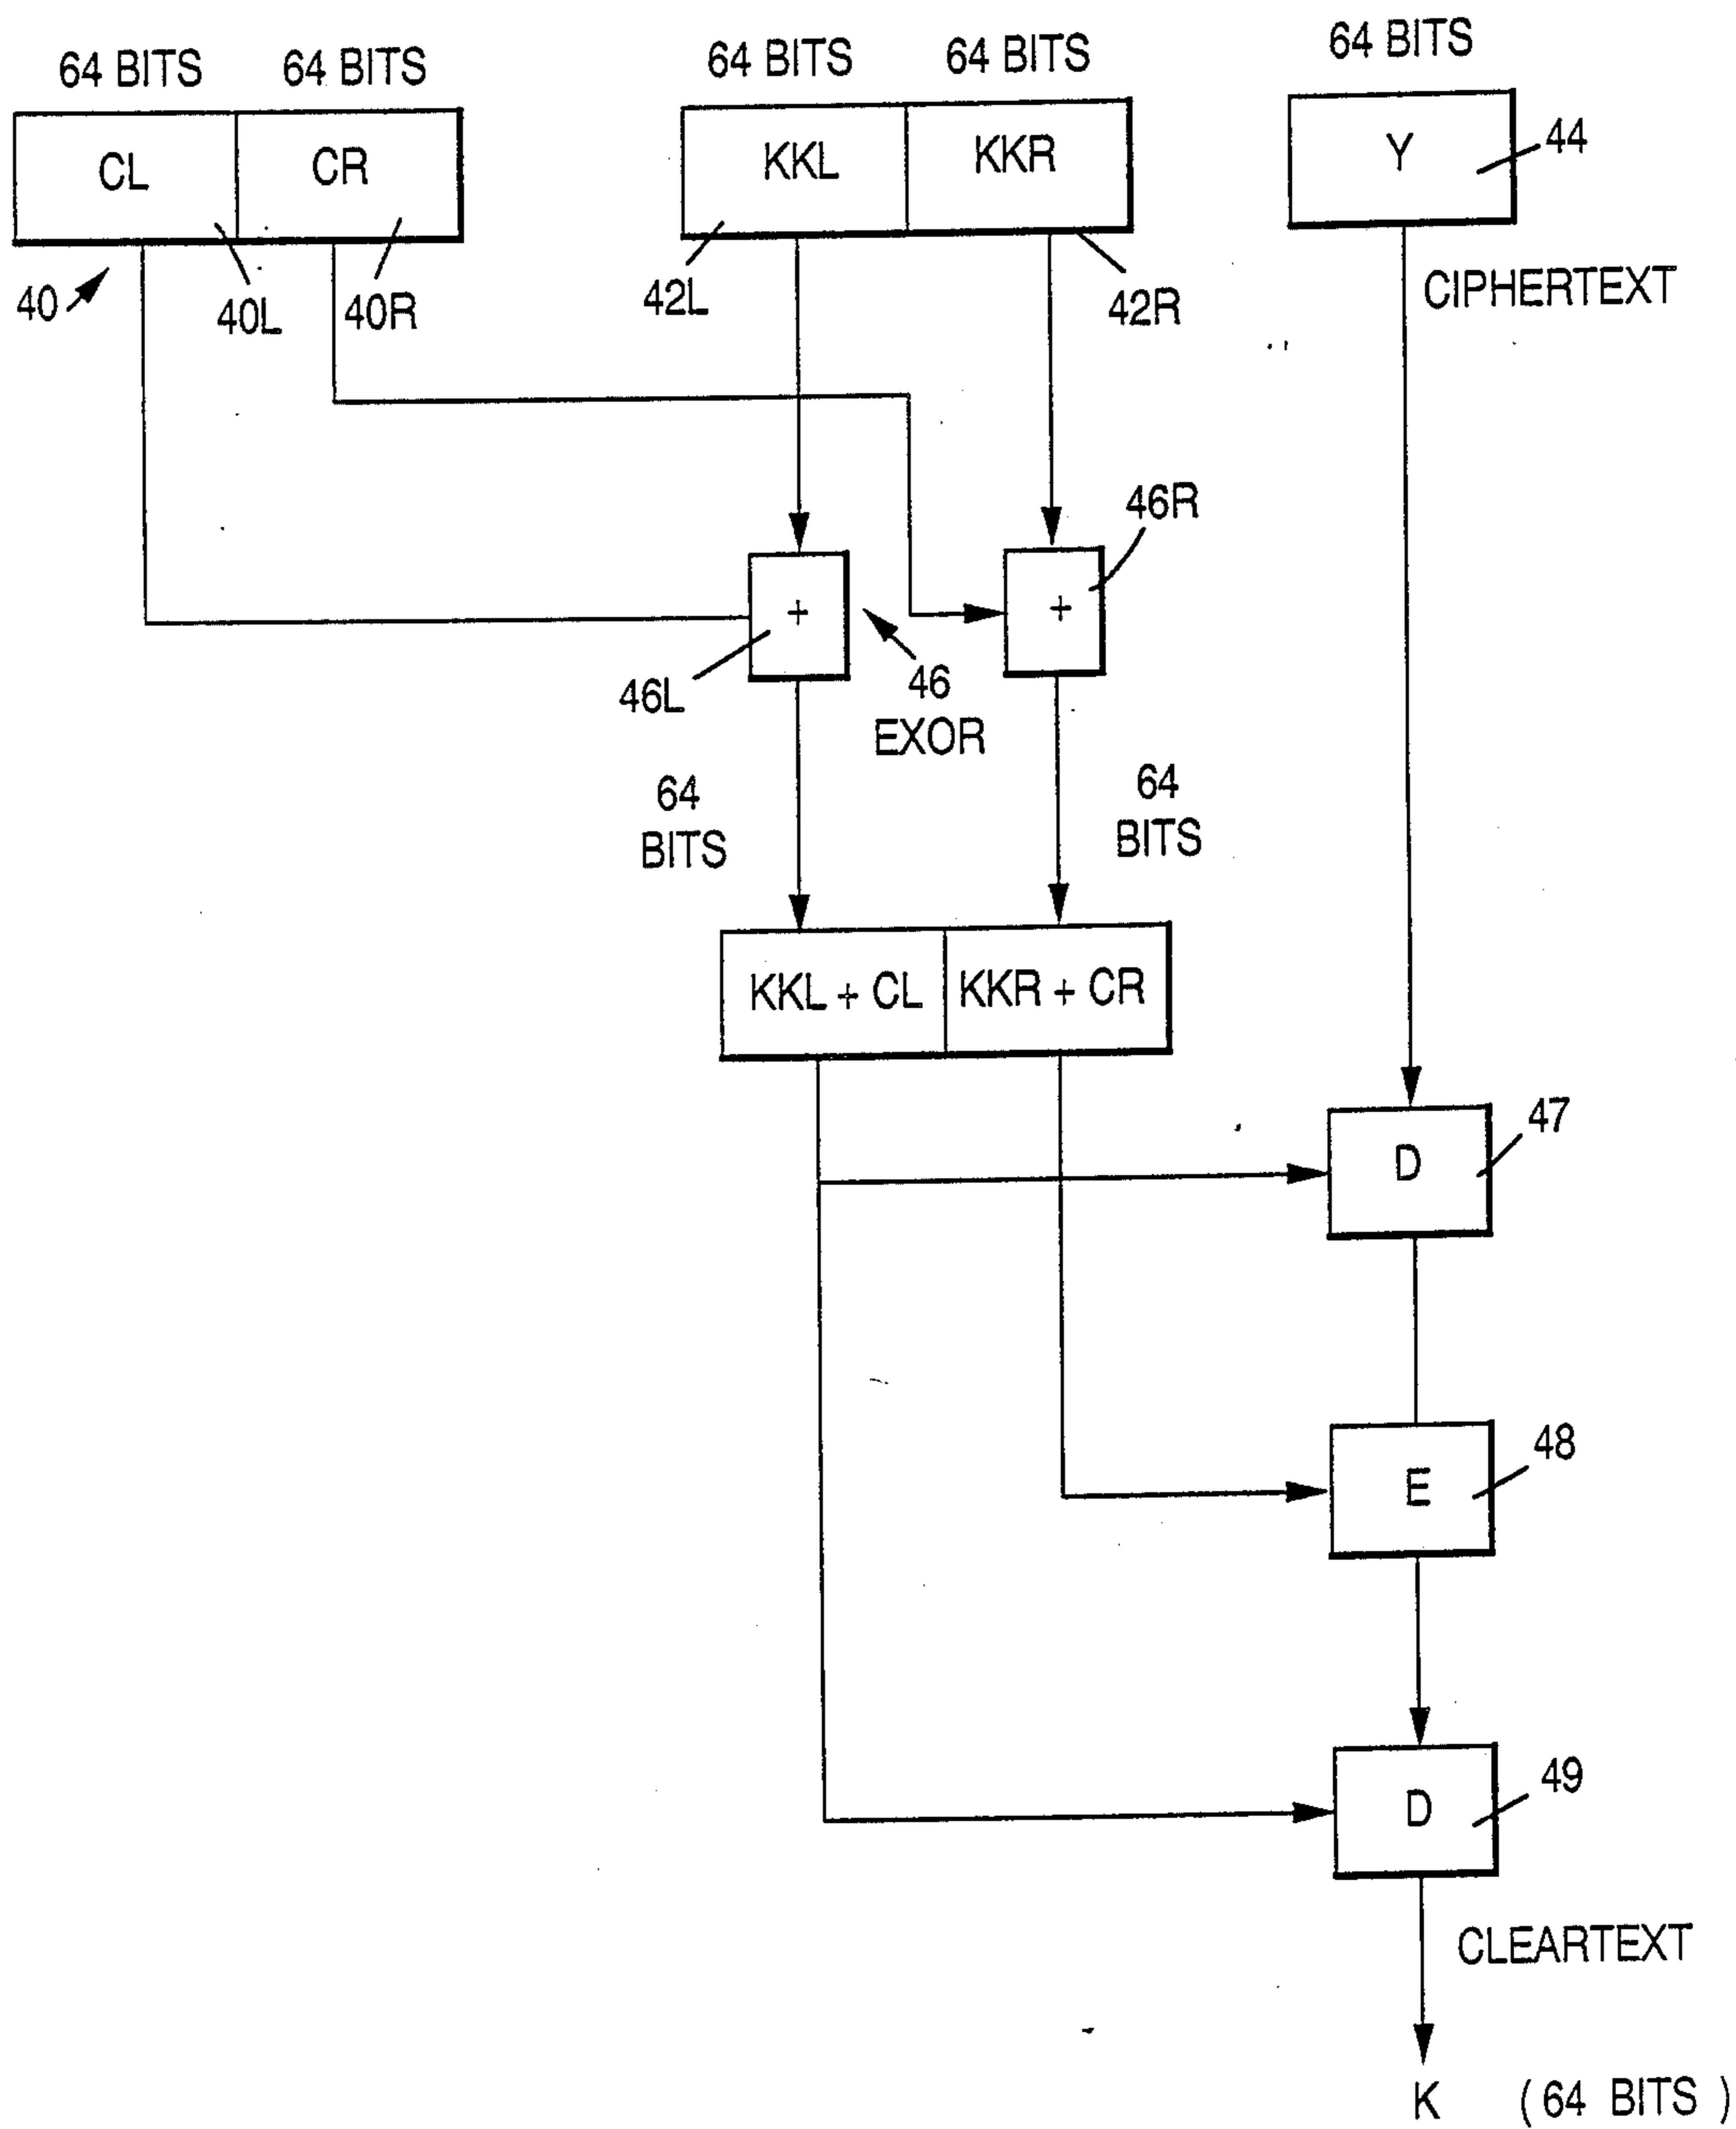 64 BITS 64 BITS 64 BITS 64 BITS 64 BITS
CL CR KKL KKR Y 44
40 40L 40R 42L 42R CIPHERTEXT
46R
+ +
46L 46
EXOR
64 BITS 64 BITS
KKL + CL KKR + CR
47
D
48
E
49
D
CLEARTEXT
K ( 64 BITS )